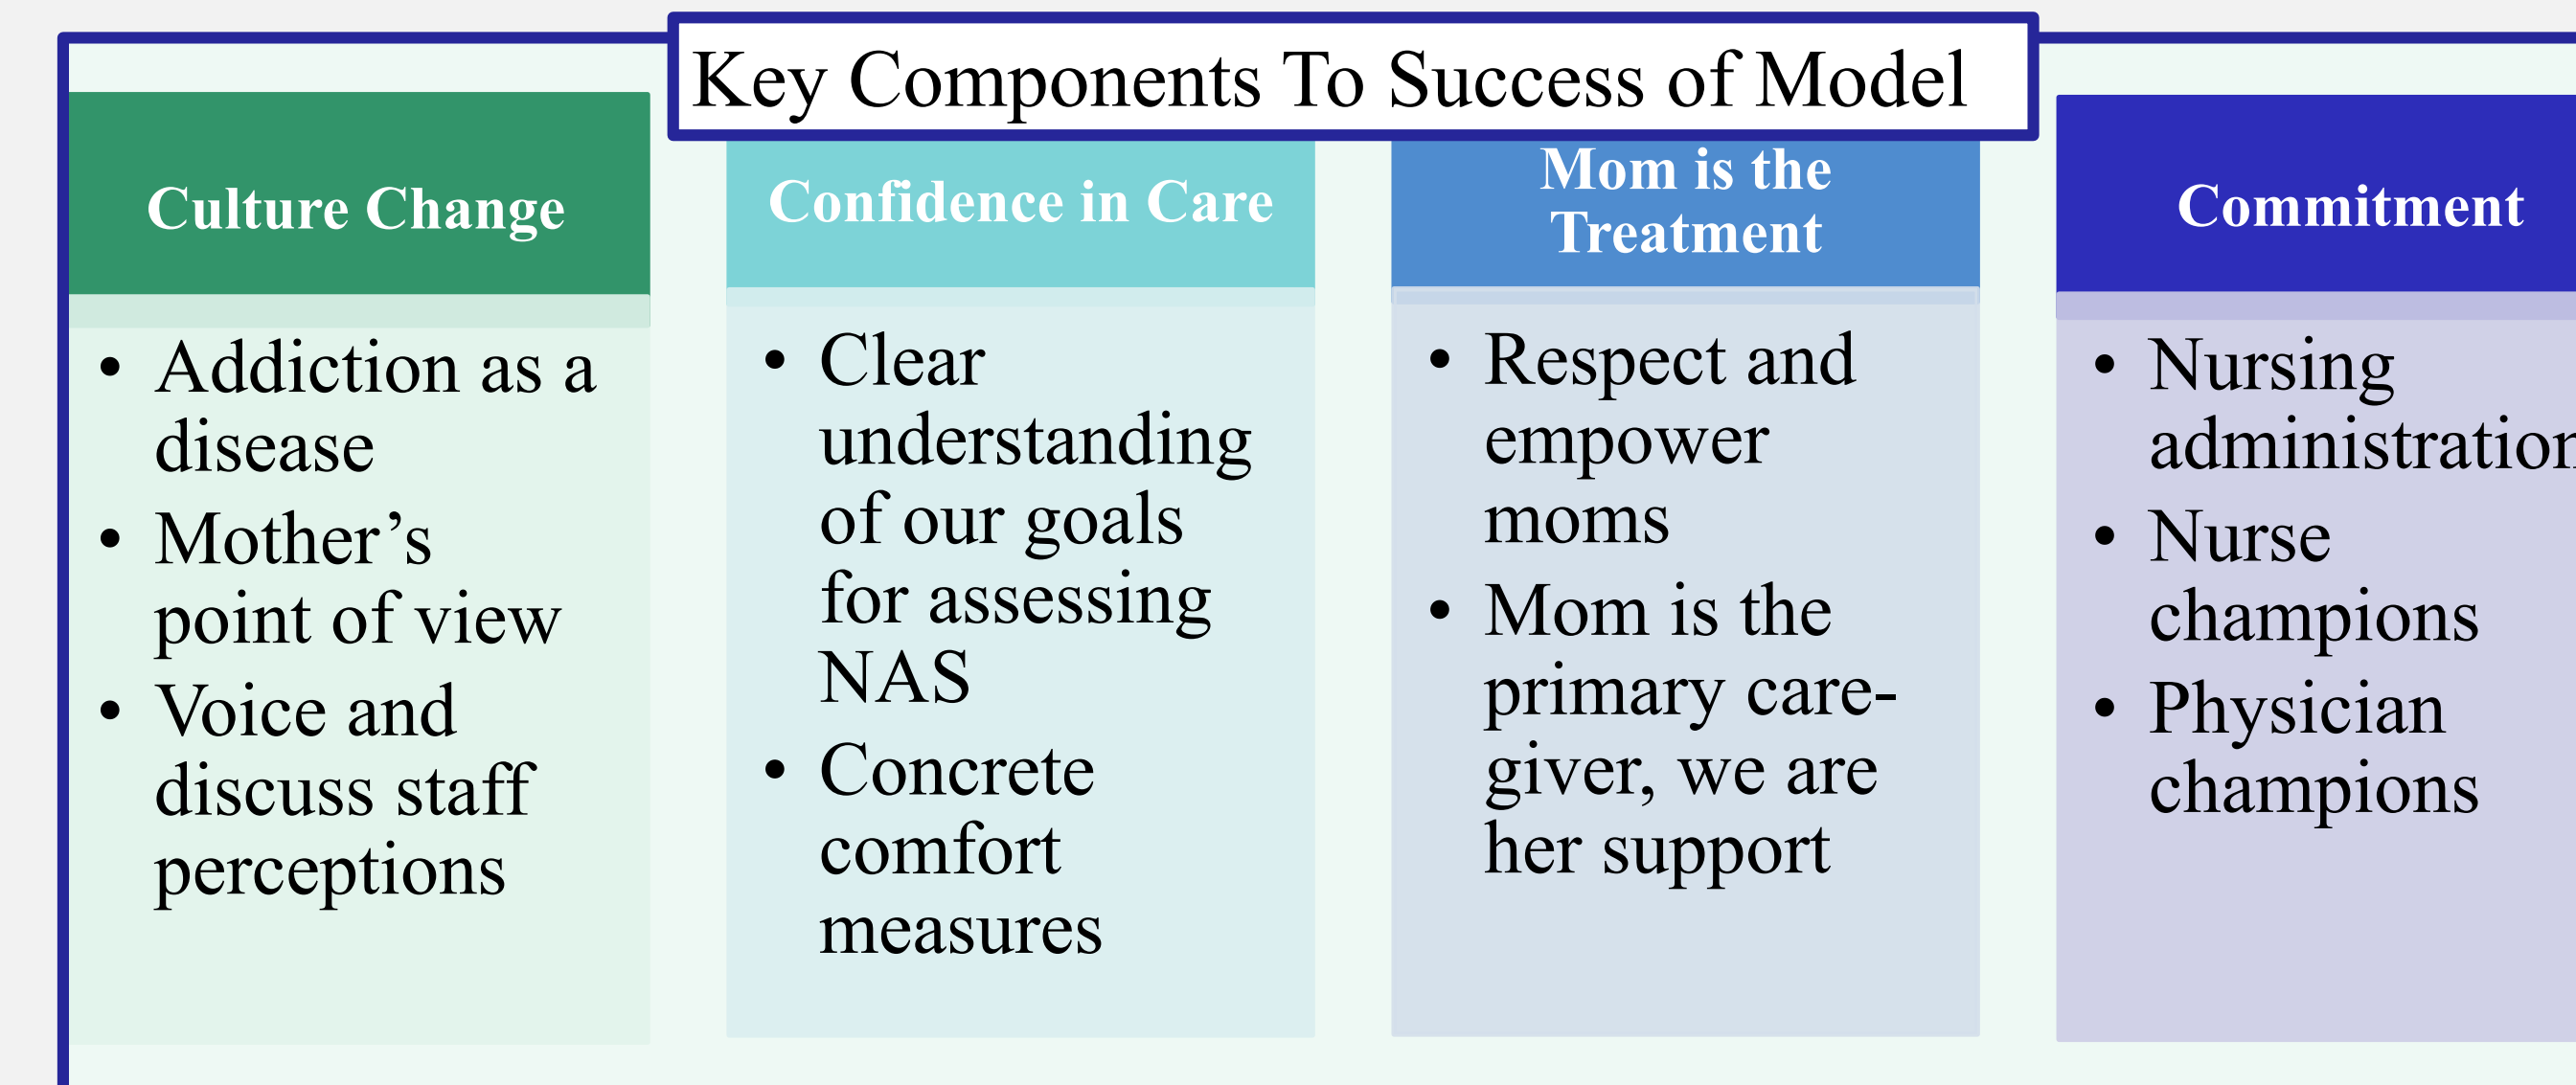 Key Components To Success of Model
Culture Change
• Addiction as a
disease
• Mother’s
point of view
• Voice and
discuss staff
perceptions
Confidence in Care
• Clear
understanding
of our goals
for assessing
NAS
• Concrete
comfort
measures
Mom is the
Treatment
• Respect and
empower
moms
• Mom is the
primary care-
giver, we are
her support
Commitment
• Nursing
administration
• Nurse
champions
• Physician
champions